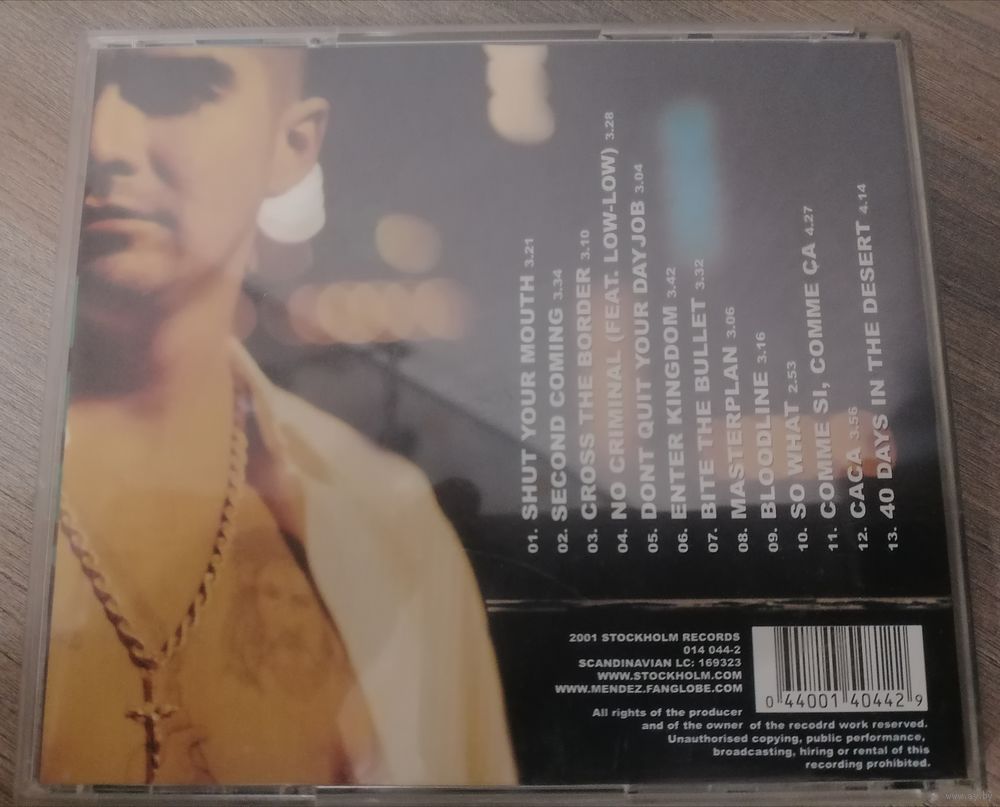 01. SHUT YOUR MOUTH 3.21
02. SECOND COMING 3.34
03. CROSS THE BORDER 3.10
04. NO CRIMINAL (FEAT. LOW-LOW) 3.28
05. DONT QUIT YOUR DAYJOB 3.04
06. ENTER KINGDOM 3.42
07. BITE THE BULLET 3.32
08. MASTERPLAN 3.06
09. BLOODLINE 3.16
10. SO WHAT 2.53
11. COMME SI, COMME ÇA 4.27
12. CACA 3.56
13. 40 DAYS IN THE DESERT 4.14
2001 STOCKHOLM RECORDS
014 044-2
SCANDINAVIAN LC: 169323
WWW.STOCKHOLM.COM
WWW.MENDEZ.FANGLOBE.COM
0 44001 40442 9
All rights of the producer
and of the owner of the recodrd work reserved.
Unauthorised copying, public performance,
broadcasting, hiring or rental of this
recording prohibited.
www.ay.by